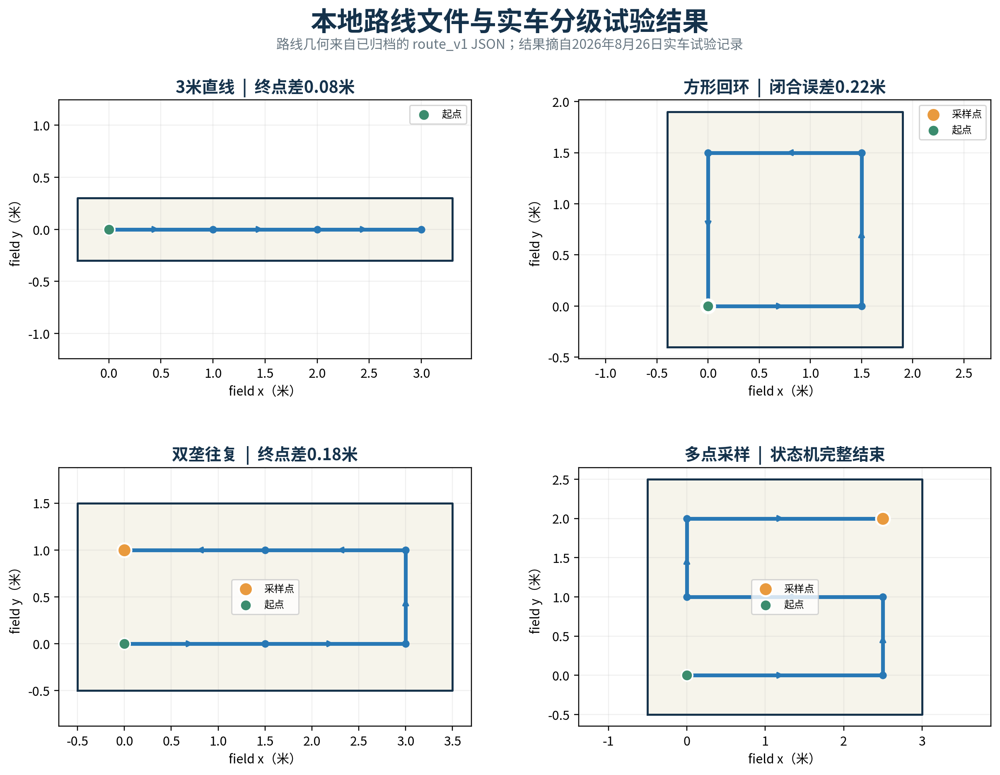 本地路线文件与实车分级试验结果
路线几何来自已归档的 route_v1 JSON；结果摘自2026年8月26日实车试验记录
3米直线 | 终点差0.08米
起点
1.0
0.5
0.0
-0.5
-1.0
field y（米）
0.0 0.5 1.0 1.5 2.0 2.5 3.0
field x（米）
方形回环 | 闭合误差0.22米
采样点
起点
2.0
1.5
1.0
0.5
0.0
-0.5
field y（米）
-1.0 -0.5 0.0 0.5 1.0 1.5 2.0 2.5
field x（米）
双垄往复 | 终点差0.18米
采样点
起点
1.5
1.0
0.5
0.0
-0.5
field y（米）
-0.5 0.0 0.5 1.0 1.5 2.0 2.5 3.0 3.5
field x（米）
多点采样 | 状态机完整结束
采样点
起点
2.5
2.0
1.5
1.0
0.5
0.0
-0.5
field y（米）
-1 0 1 2 3
field x（米）